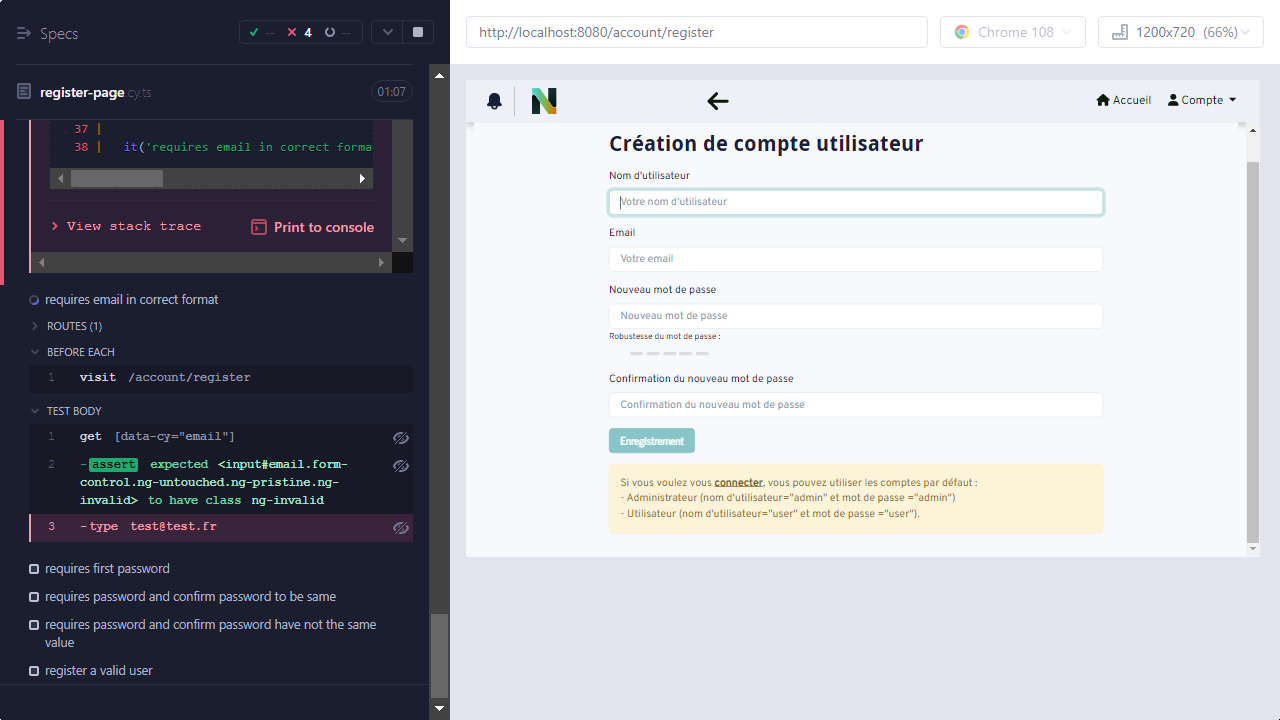 Specs
-- 4 --
register-page.cy.ts
01:07
37 |
38 | it('requires email in correct forma
View stack trace
Print to console
requires email in correct format
ROUTES (1)
BEFORE EACH
1 visit /account/register
TEST BODY
1 get [data-cy="email"]
2 -assert expected <input#email.form-
control.ng-untouched.ng-pristine.ng-
invalid> to have class ng-invalid
3 -type test@test.fr
requires first password
requires password and confirm password to be same
requires password and confirm password have not the same
value
register a valid user
http://localhost:8080/account/register
Chrome 108
1200x720 (66%)
N
Accueil
Compte
Création de compte utilisateur
Nom d'utilisateur
Votre nom d'utilisateur
Email
Votre email
Nouveau mot de passe
Nouveau mot de passe
Robustesse du mot de passe :
Confirmation du nouveau mot de passe
Confirmation du nouveau mot de passe
Enregistrement
Si vous voulez vous connecter, vous pouvez utiliser les comptes par défaut :
- Administrateur (nom d'utilisateur="admin" et mot de passe ="admin")
- Utilisateur (nom d'utilisateur="user" et mot de passe ="user").